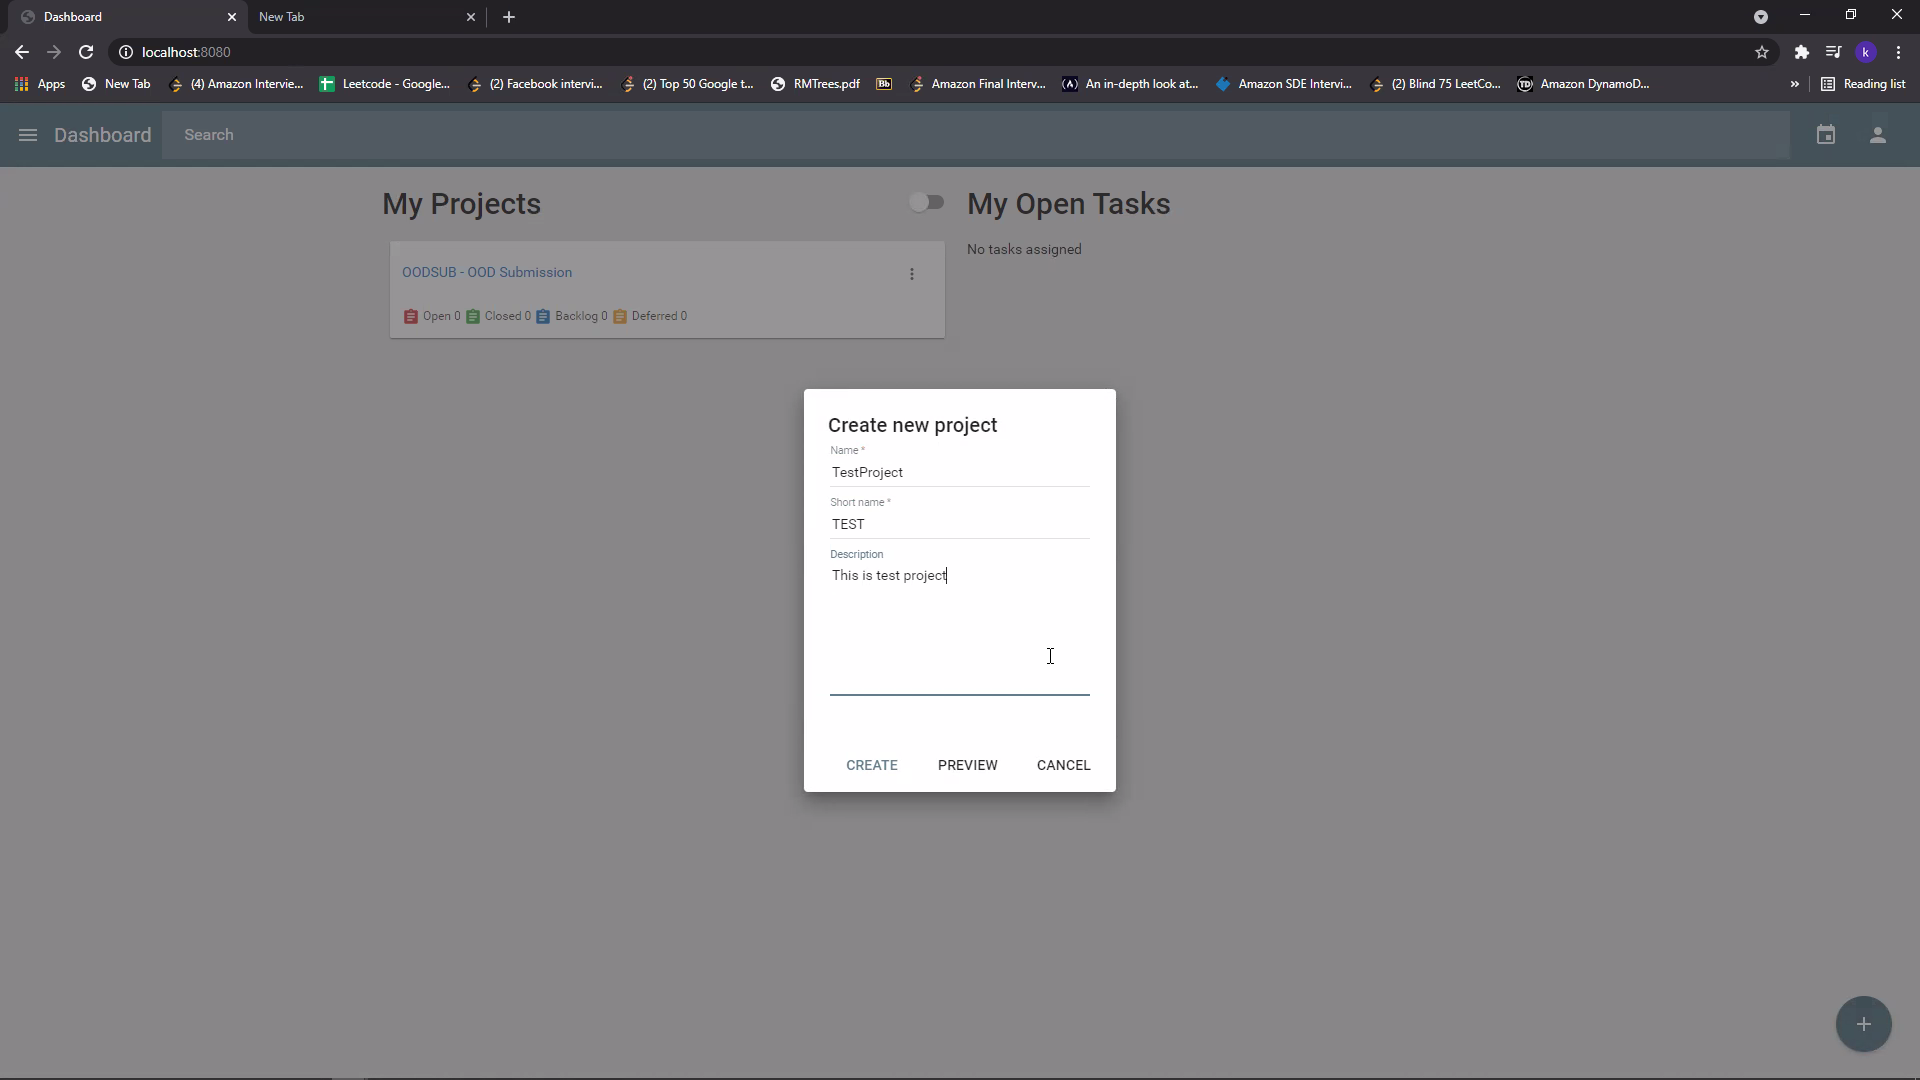 Dashboard
New Tab
localhost:8080
Apps
New Tab
(4) Amazon Intervie...
Leetcode - Google...
(2) Facebook intervi...
(2) Top 50 Google t...
RMTrees.pdf
Bb
Amazon Final Interv...
An in-depth look at...
Amazon SDE Intervi...
(2) Blind 75 LeetCo...
TD
Amazon DynamoD...
»
Reading list
k
Dashboard
Search
My Projects
My Open Tasks
No tasks assigned
OODSUB - OOD Submission
Open 0 Closed 0 Backlog 0 Deferred 0
Create new project
Name *
TestProject
Short name *
TEST
Description
This is test project
CREATE PREVIEW CANCEL